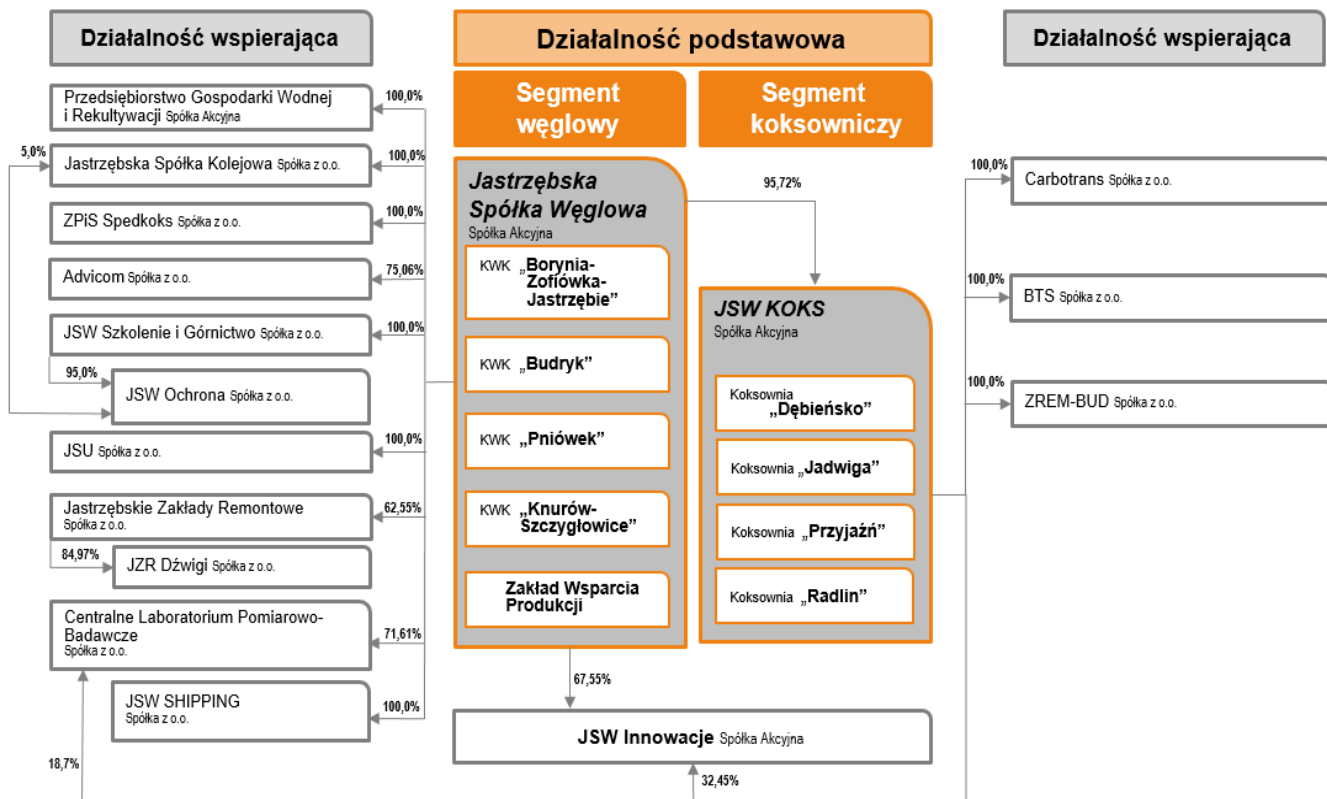 Działalność wspierająca
Działalność podstawowa
Działalność wspierająca
Segment
węglowy
Segment
koksowniczy
Przedsiębiorstwo Gospodarki Wodnej
i Rekultywacji Spółka Akcyjna
100,0%
5,0%
Jastrzębska Spółka Kolejowa Spółka z o.o.
100,0%
ZPiS Spedkoks Spółka z o.o.
100,0%
Advicom Spółka z o.o.
75,06%
JSW Szkolenie i Górnictwo Spółka z o.o.
100,0%
95,0%
JSW Ochrona Spółka z o.o.
JSU Spółka z o.o.
100,0%
Jastrzębskie Zakłady Remontowe
Spółka z o.o.
62,55%
84,97%
JZR Dźwigi Spółka z o.o.
Centralne Laboratorium Pomiarowo-
Badawcze
Spółka z o.o.
71,61%
JSW SHIPPING
Spółka z o.o.
100,0%
18,7%
Jastrzębska
Spółka Węglowa
Spółka Akcyjna
KWK „Borynia-
Zofiówka-
Jastrzębie”
KWK „Budryk”
KWK „Pniówek”
KWK „Knurów-
Szczygłowice”
Zakład Wsparcia
Produkcji
95,72%
JSW KOKS
Spółka Akcyjna
Koksownia
„Dębieńsko”
Koksownia „Jadwiga”
Koksownia „Przyjaźń”
Koksownia „Radlin”
67,55%
JSW Innowacje Spółka Akcyjna
32,45%
100,0%
Carbotrans Spółka z o.o.
100,0%
BTS Spółka z o.o.
100,0%
ZREM-BUD Spółka z o.o.